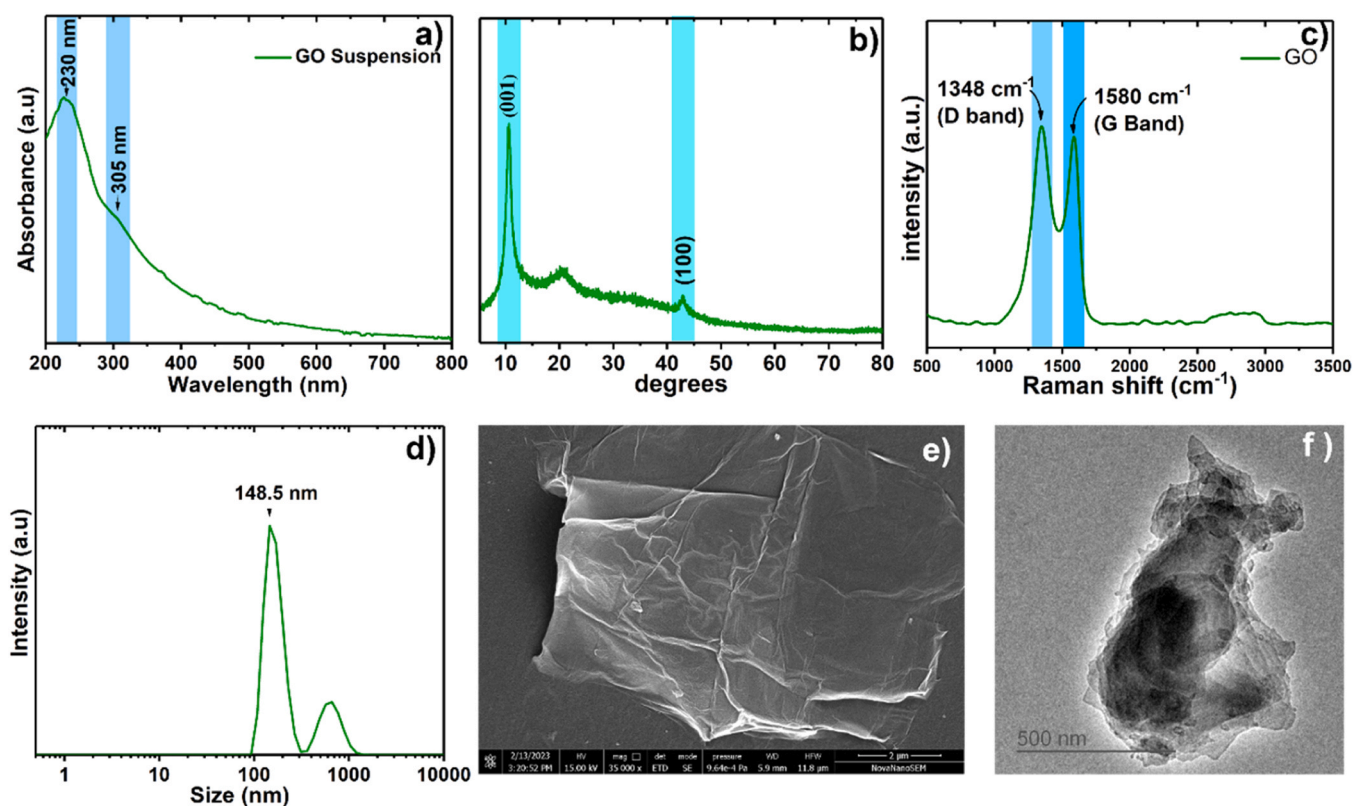 a)
GO Suspension
230 nm
305 nm
Absorbance (a.u)
200 300 400 500 600 700 800
Wavelength (nm)
b)
(001)
(100)
10 20 30 40 50 60 70 80
degrees
c)
GO
1348 cm⁻¹
(D band)
1580 cm⁻¹
(G Band)
intensity (a.u.)
500 1000 1500 2000 2500 3000 3500
Raman shift (cm⁻¹)
d)
148.5 nm
Intensity (a.u)
1 10 100 1000 10000
Size (nm)
e)
2/13/2023 HV mag □ det mode pressure WD HFW 2 µm
3:20:52 PM 15.00 kV 35 000 x ETD SE 9.64e-4 Pa 5.9 mm 11.8 µm NovaNanoSEM
f )
500 nm